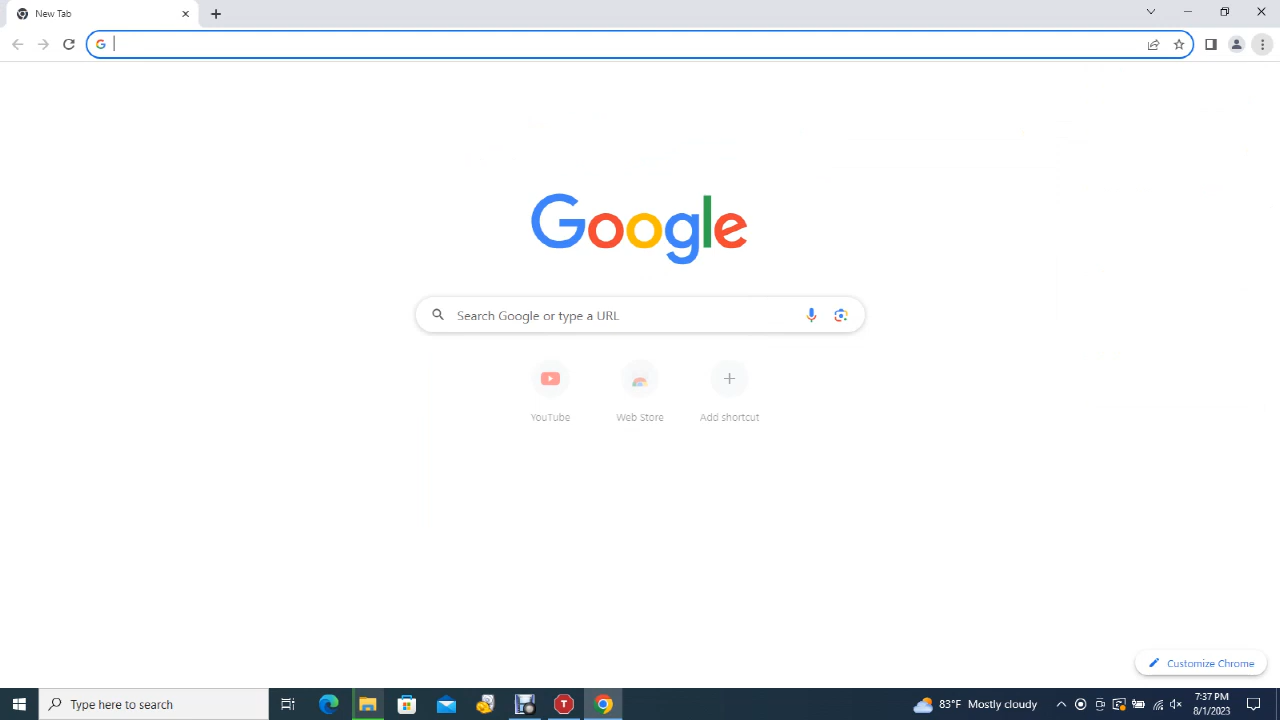 New Tab
Google
Search Google or type a URL
YouTube
Web Store
Add shortcut
Customize Chrome
Type here to search
T
83°F Mostly cloudy
7:37 PM
8/1/2023